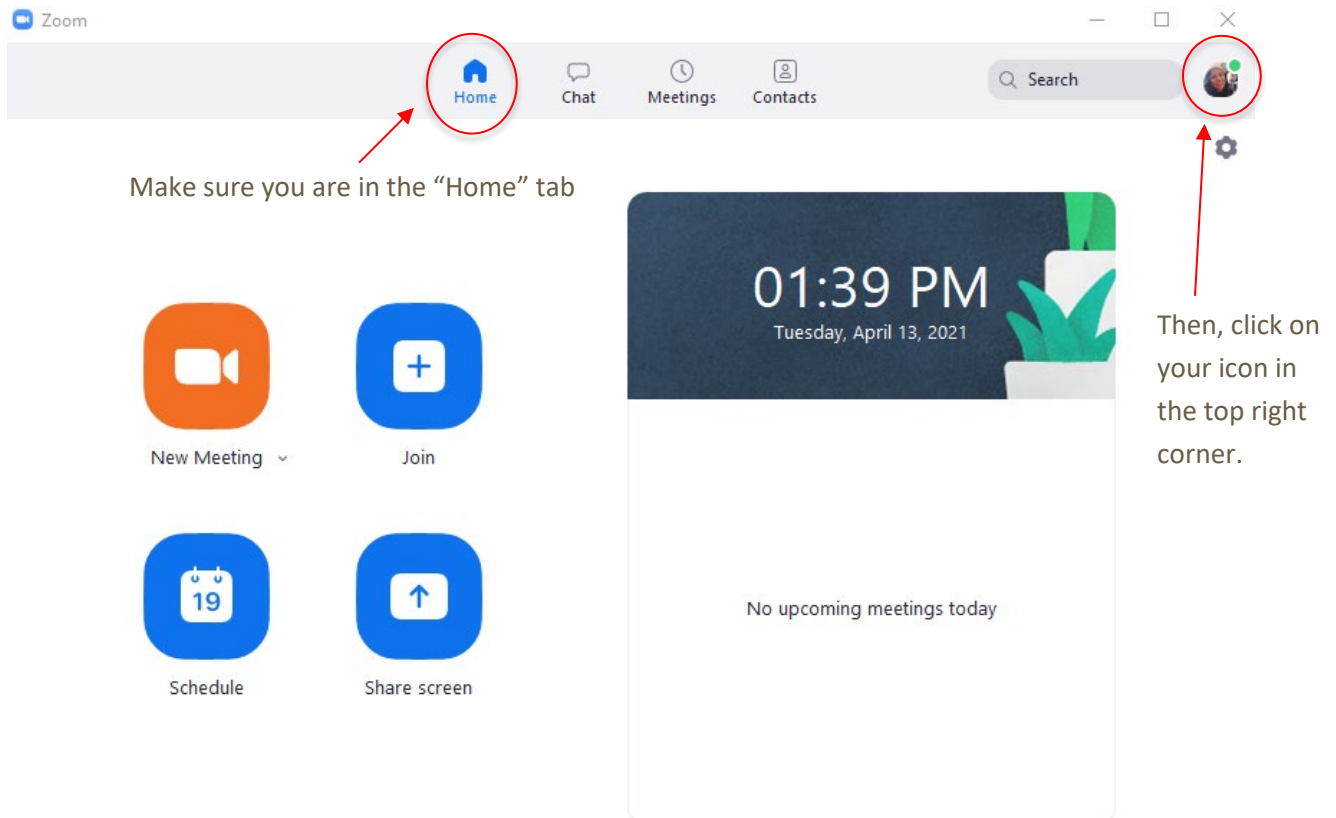 Zoom
Home
Chat
Meetings
Contacts
Search
Make sure you are in the “Home” tab
01:39 PM
Tuesday, April 13, 2021
Then, click on
your icon in
the top right
corner.
New Meeting
Join
19
No upcoming meetings today
Schedule
Share screen